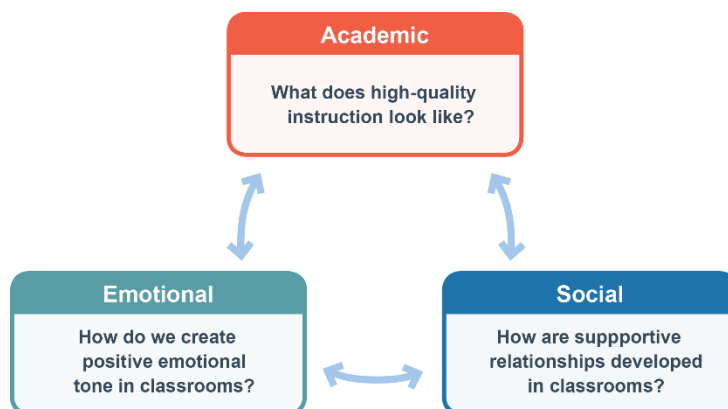 Academic
What does high-quality
instruction look like?
Emotional
How do we create
positive emotional
tone in classrooms?
Social
How are suppportive
relationships developed
in classrooms?